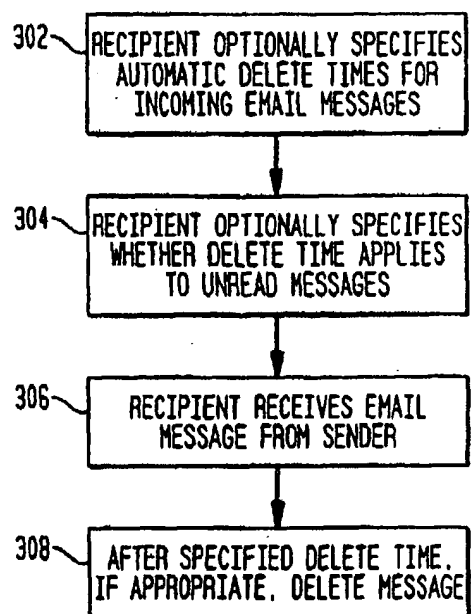 302
RECIPIENT OPTIONALLY SPECIFIES
AUTOMATIC DELETE TIMES FOR
INCOMING EMAIL MESSAGES
304
RECIPIENT OPTIONALLY SPECIFIES
WHETHER DELETE TIME APPLIES
TO UNREAD MESSAGES
306
RECIPIENT RECEIVES EMAIL
MESSAGE FROM SENDER
308
AFTER SPECIFIED DELETE TIME,
IF APPROPRIATE, DELETE MESSAGE